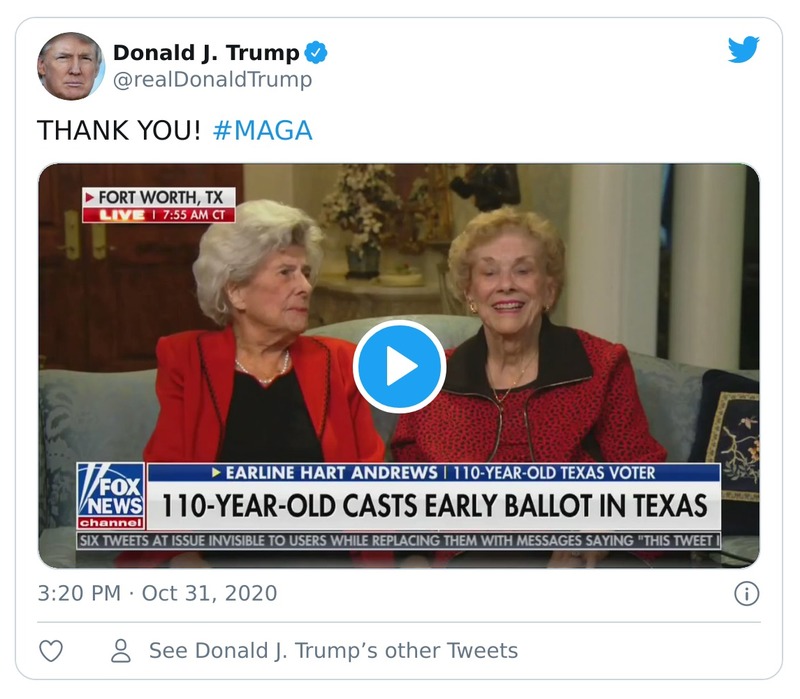 Donald J. Trump
@realDonaldTrump
THANK YOU! #MAGA
FORT WORTH, TX
LIVE | 7:55 AM CT
EARLINE HART ANDREWS | 110-YEAR-OLD TEXAS VOTER
FOX
NEWS
channel
110-YEAR-OLD CASTS EARLY BALLOT IN TEXAS
SIX TWEETS AT ISSUE INVISIBLE TO USERS WHILE REPLACING THEM WITH MESSAGES SAYING "THIS TWEET I
3:20 PM · Oct 31, 2020
See Donald J. Trump’s other Tweets